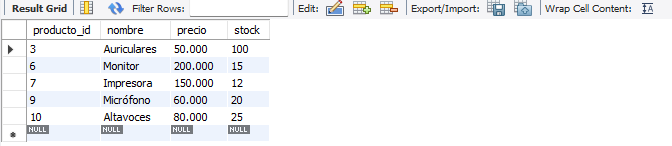 Result Grid Filter Rows: Edit: Export/Import: Wrap Cell Content:
producto_id nombre precio stock
3 Auriculares 50.000 100
6 Monitor 200.000 15
7 Impresora 150.000 12
9 Micrófono 60.000 20
10 Altavoces 80.000 25
NULL NULL NULL NULL